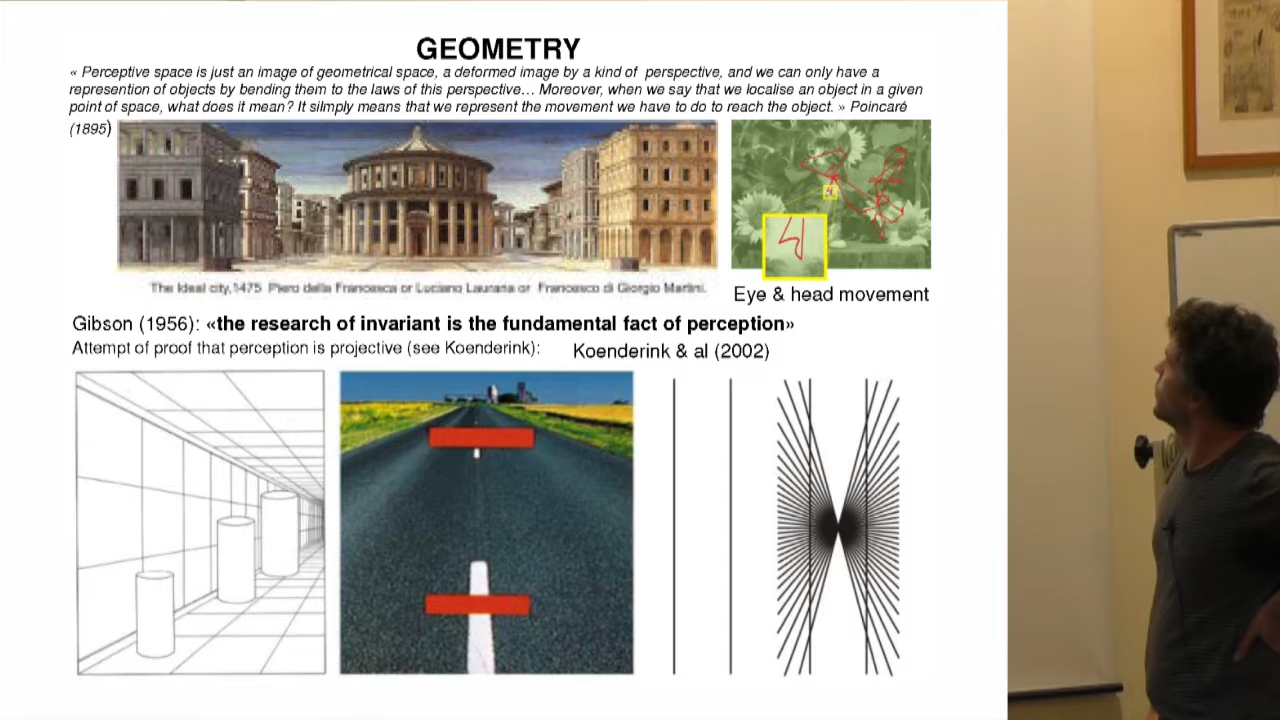 GEOMETRY
« Perceptive space is just an image of geometrical space, a deformed image by a kind of perspective, and we can only have a
represention of objects by bending them to the laws of this perspective… Moreover, when we say that we localise an object in a given
point of space, what does it mean? It silmply means that we represent the movement we have to do to reach the object. » Poincaré
(1895)
The Ideal city,1475 Piero della Francesca or Luciano Laurana or Francesco di Giorgio Martini.
Eye & head movement
Gibson (1956): «the research of invariant is the fundamental fact of perception»
Attempt of proof that perception is projective (see Koenderink):
Koenderink & al (2002)